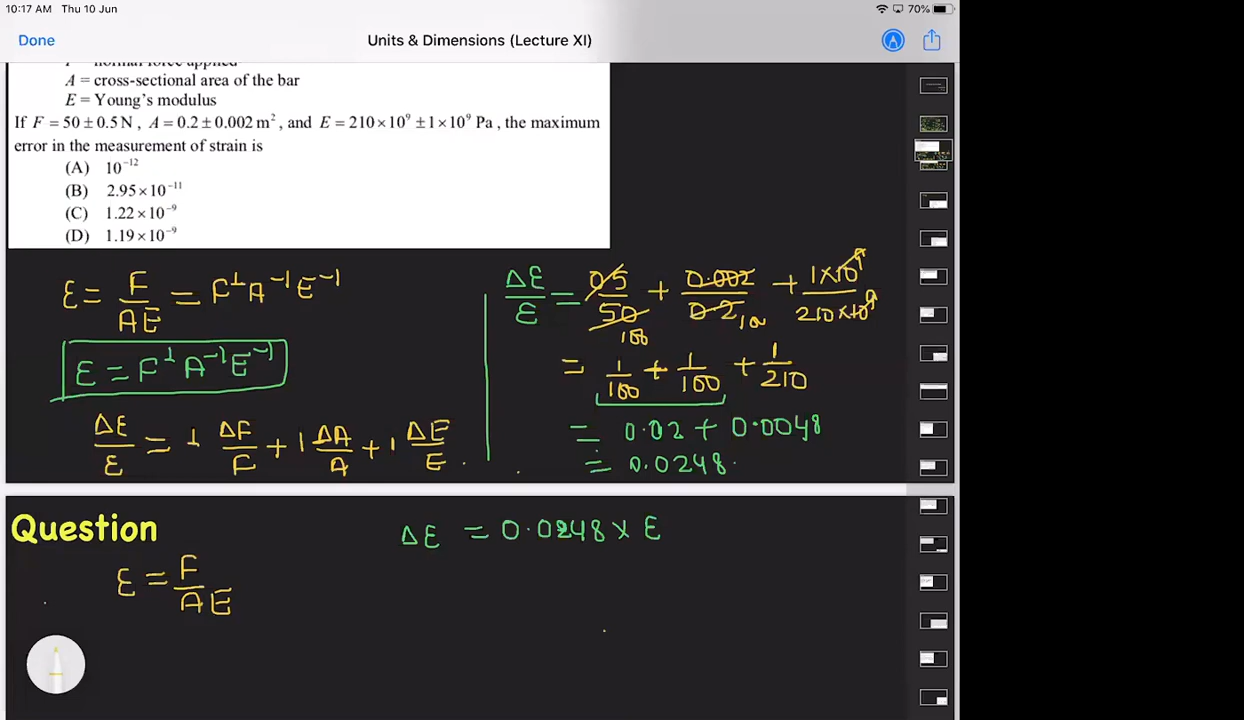 10:17 AM Thu 10 Jun
70%
Done
Units & Dimensions (Lecture XI)
A = cross-sectional area of the bar
E = Young's modulus
If F = 50 ± 0.5 N, A = 0.2 ± 0.002 m², and E = 210×10⁹ ± 1×10⁹ Pa, the maximum
error in the measurement of strain is
(A) 10⁻¹²
(B) 2.95×10⁻¹¹
(C) 1.22×10⁻⁹
(D) 1.19×10⁻⁹
ε = F/AE = F¹A⁻¹E⁻¹
ε = F¹ A⁻¹ E⁻¹
Δε/ε = 1 ΔF/F + 1 ΔA/A + 1 ΔE/E
Δε/ε = 0.5/50 100 + 0.002/0.2 100 + 1×10⁹/210×10⁹
= 1/100 + 1/100 + 1/210
= 0.02 + 0.0048
= 0.0248
Question
Δε = 0.0248 × ε
ε = F/AE